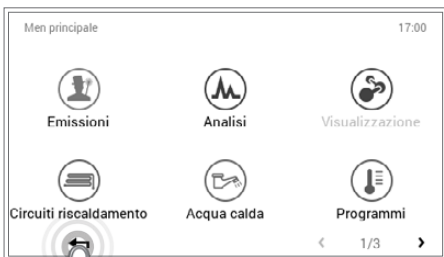 Men principale 17:00
Emissioni Analisi Visualizzazione
Circuiti riscaldamento Acqua calda Programmi
< 1/3 >